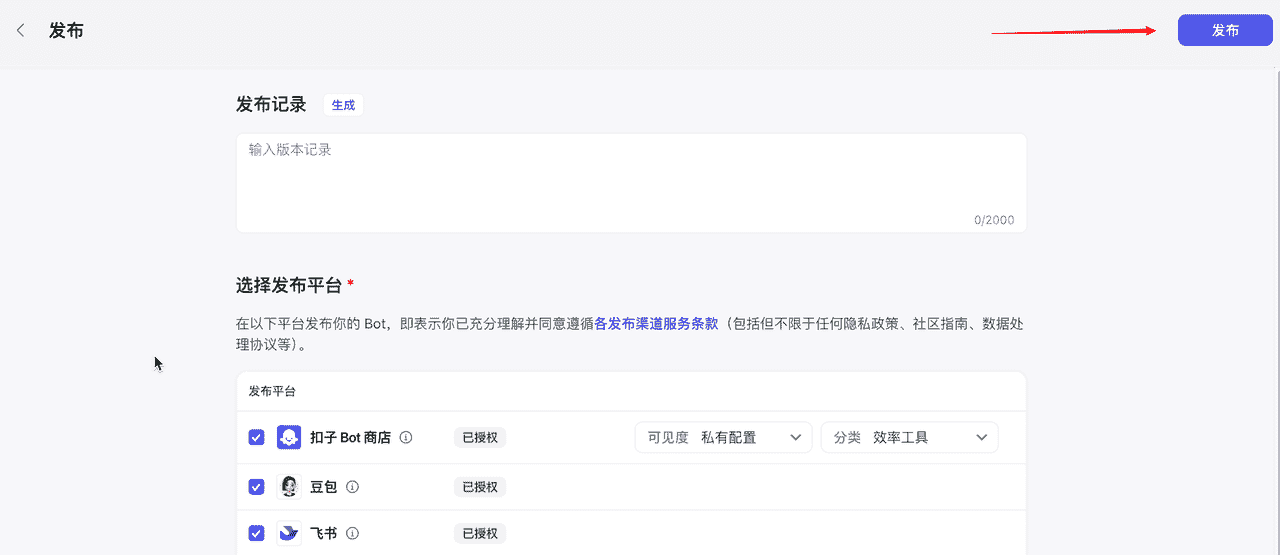 发布
发布
发布记录 生成
输入版本记录
0/2000
选择发布平台 *
在以下平台发布你的 Bot，即表示你已充分理解并同意遵循各发布渠道服务条款（包括但不限于任何隐私政策、社区指南、数据处
理协议等）。
发布平台
扣子 Bot 商店 已授权 可见度 私有配置 分类 效率工具
豆包 已授权
飞书 已授权